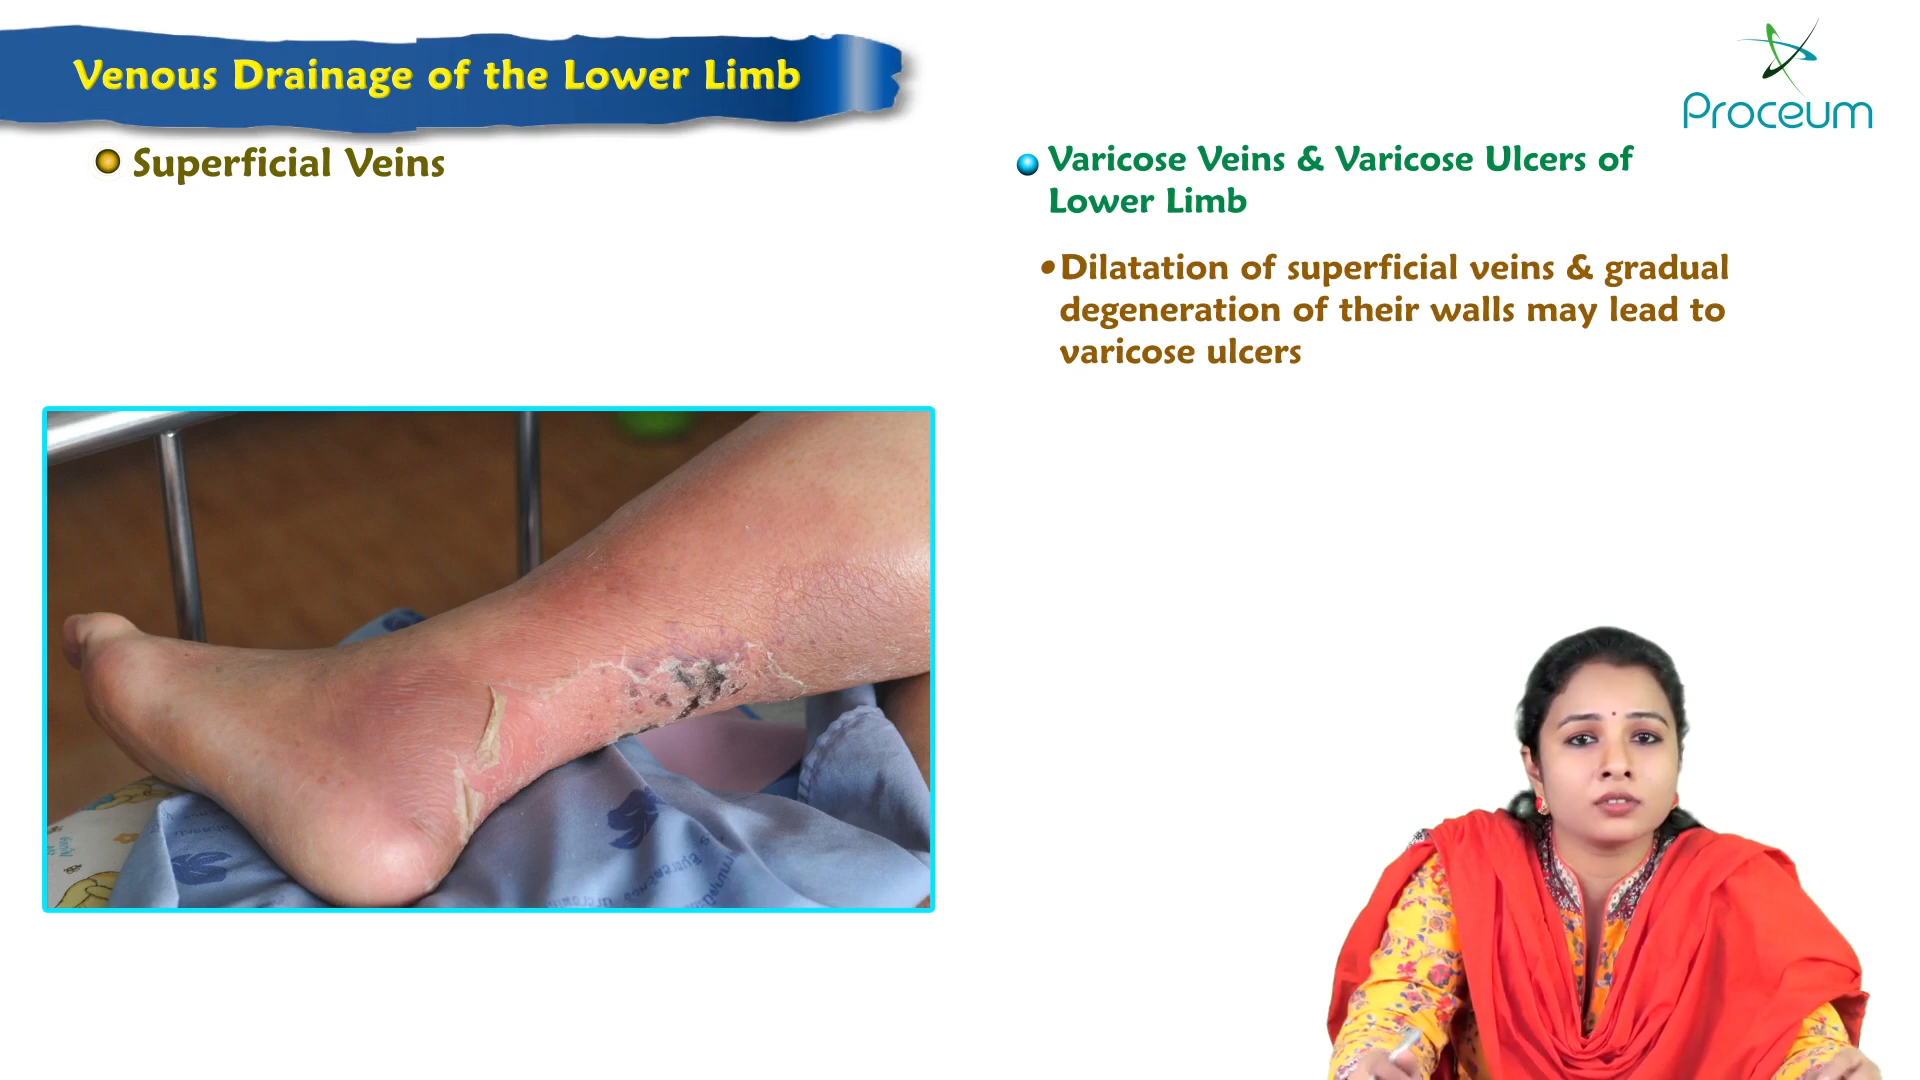 Venous Drainage of the Lower Limb
Proceum
Superficial Veins
Varicose Veins & Varicose Ulcers of
Lower Limb
•Dilatation of superficial veins & gradual
degeneration of their walls may lead to
varicose ulcers